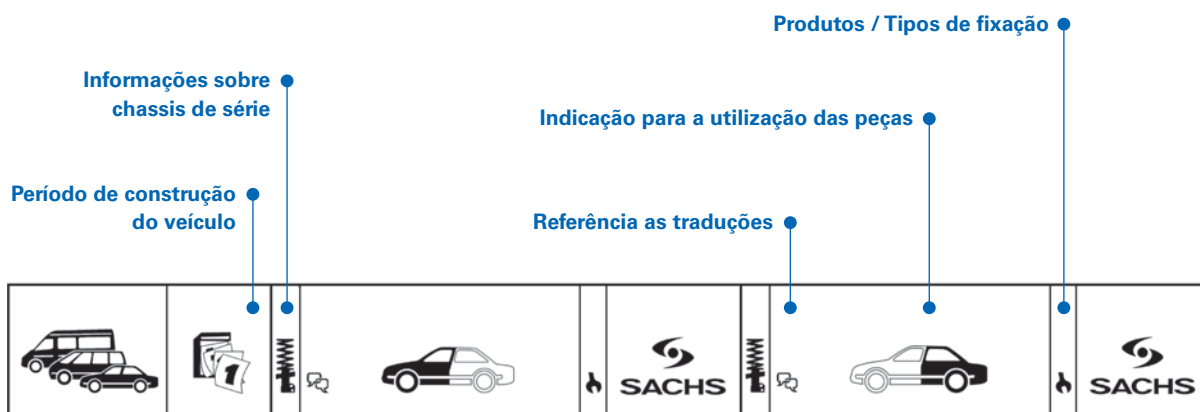 Produtos / Tipos de fixação
Informações sobre
chassis de série
Indicação para a utilização das peças
Período de construção
do veículo
Referência as traduções
1
SACHS
SACHS